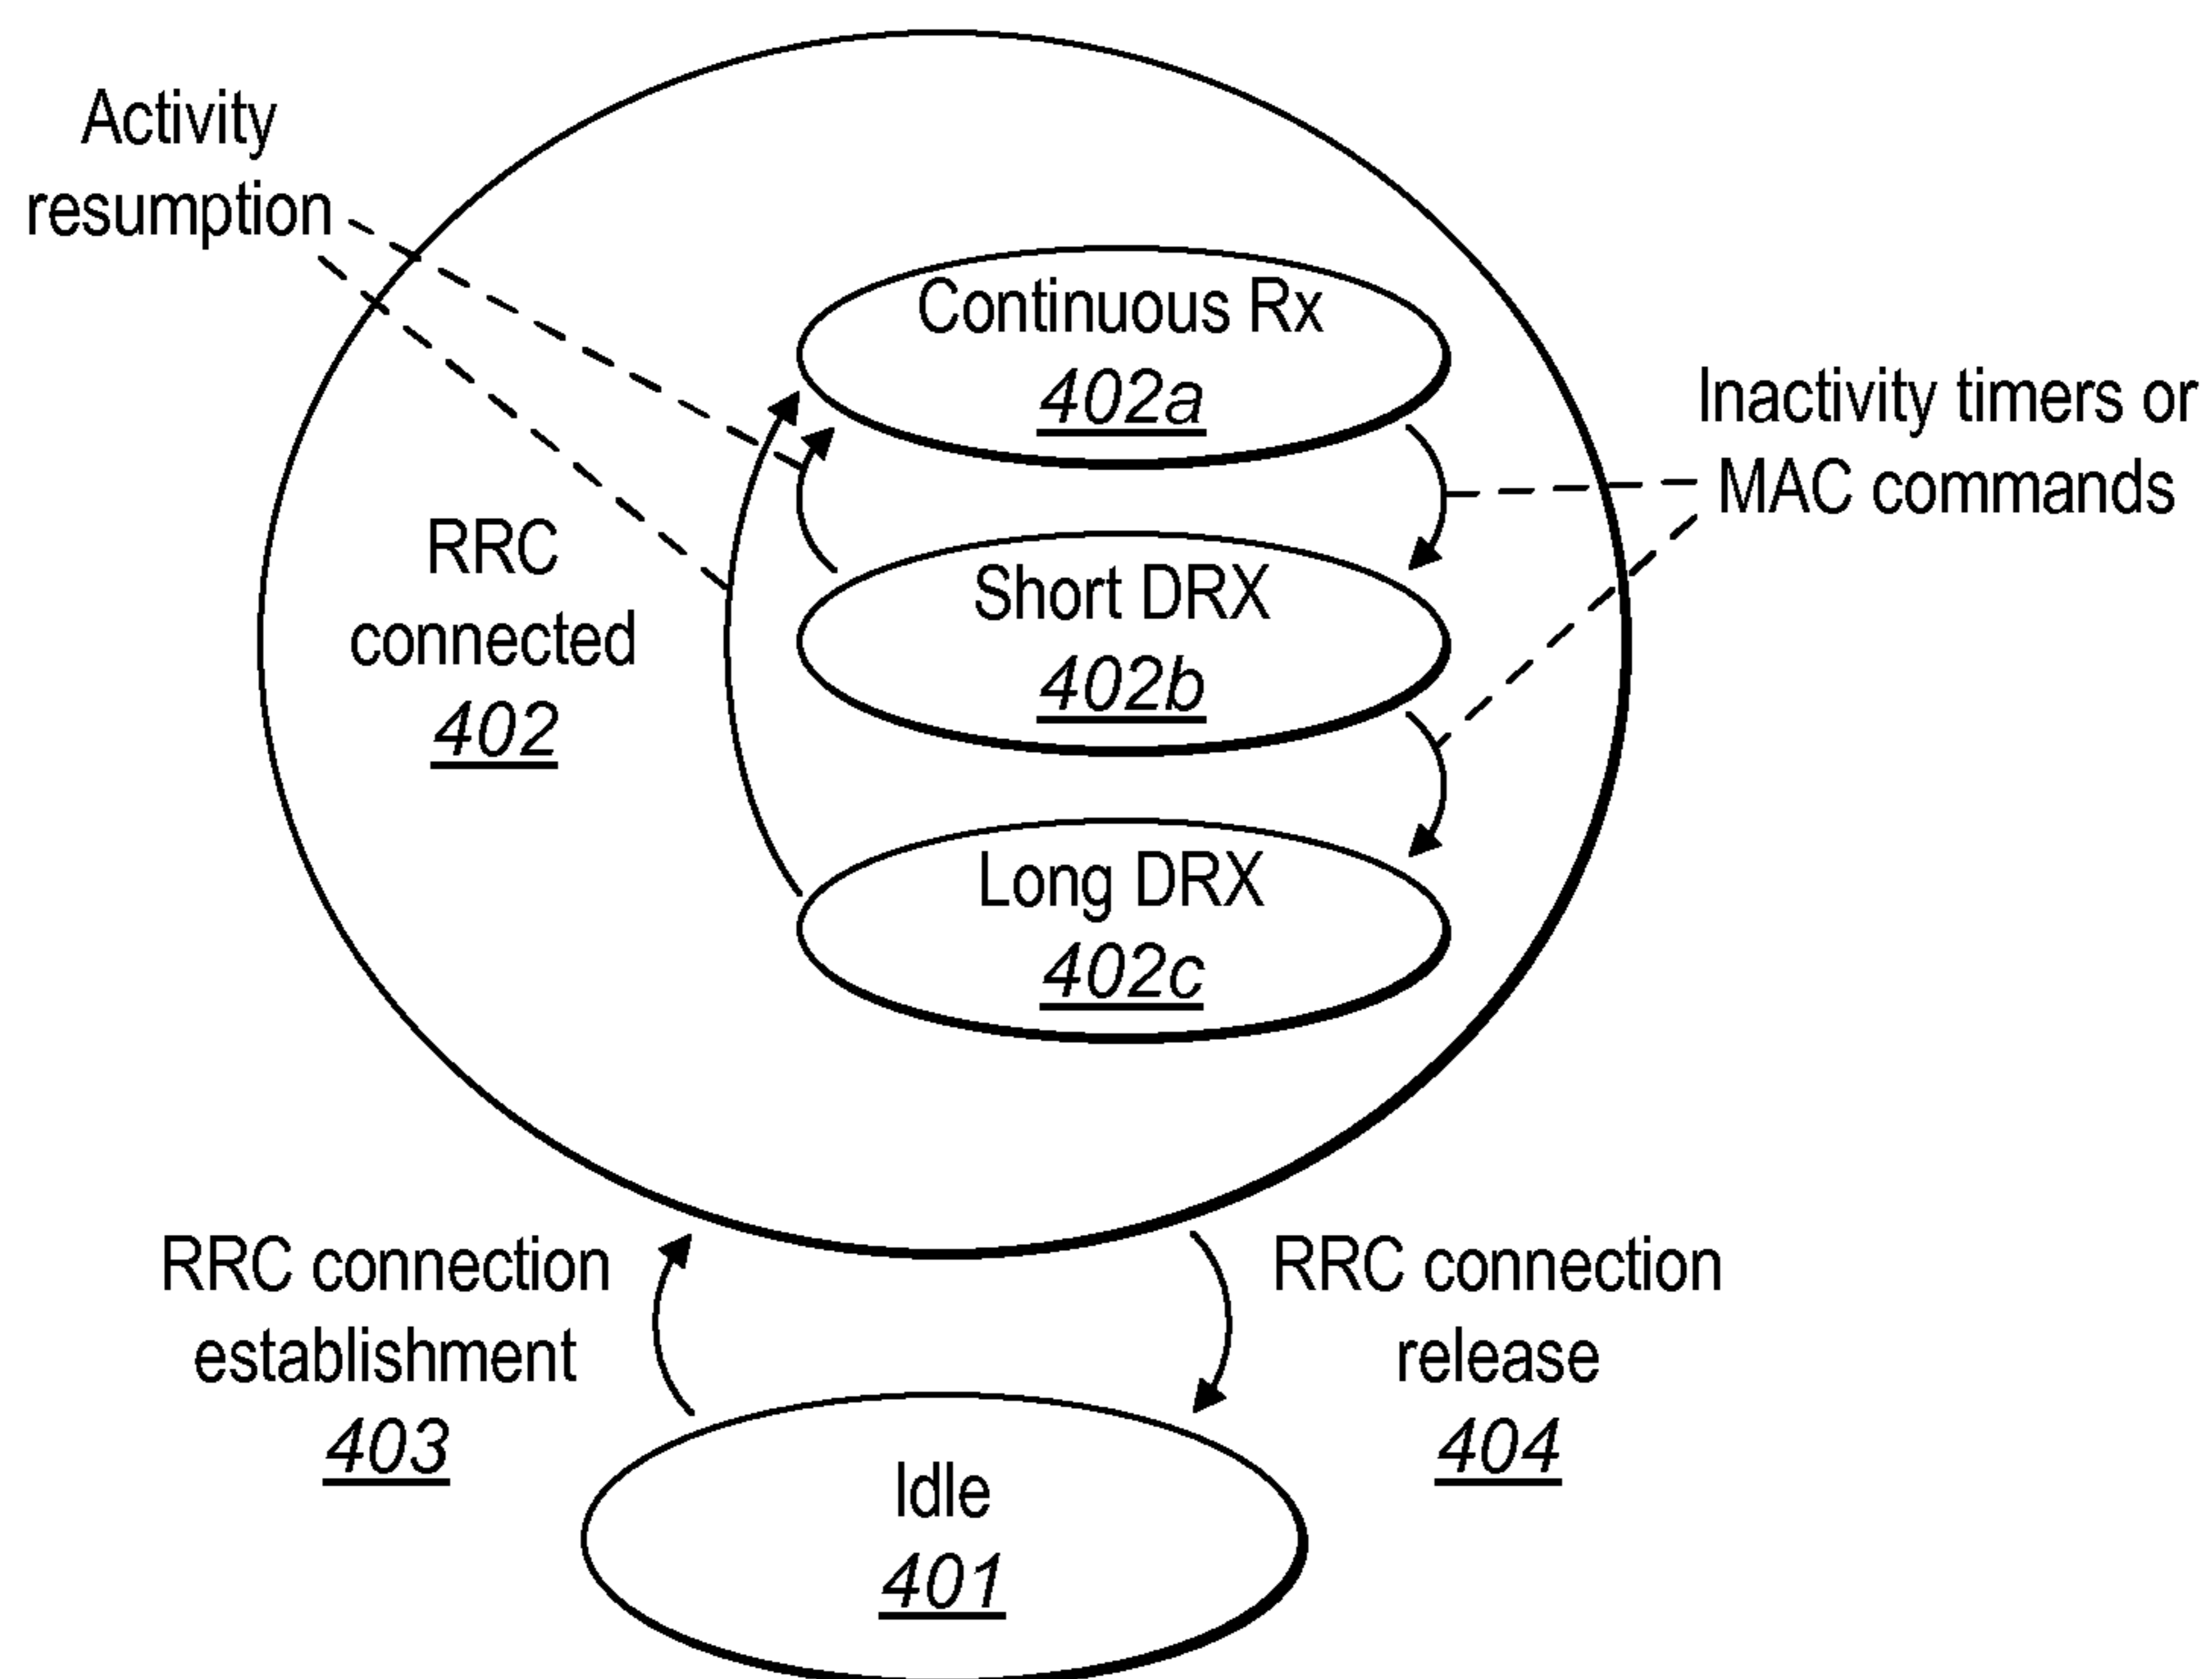 Activity
resumption
Continuous Rx
402a
Inactivity timers or
MAC commands
RRC
connected
402
Short DRX
402b
Long DRX
402c
RRC connection
establishment
403
RRC connection
release
404
Idle
401